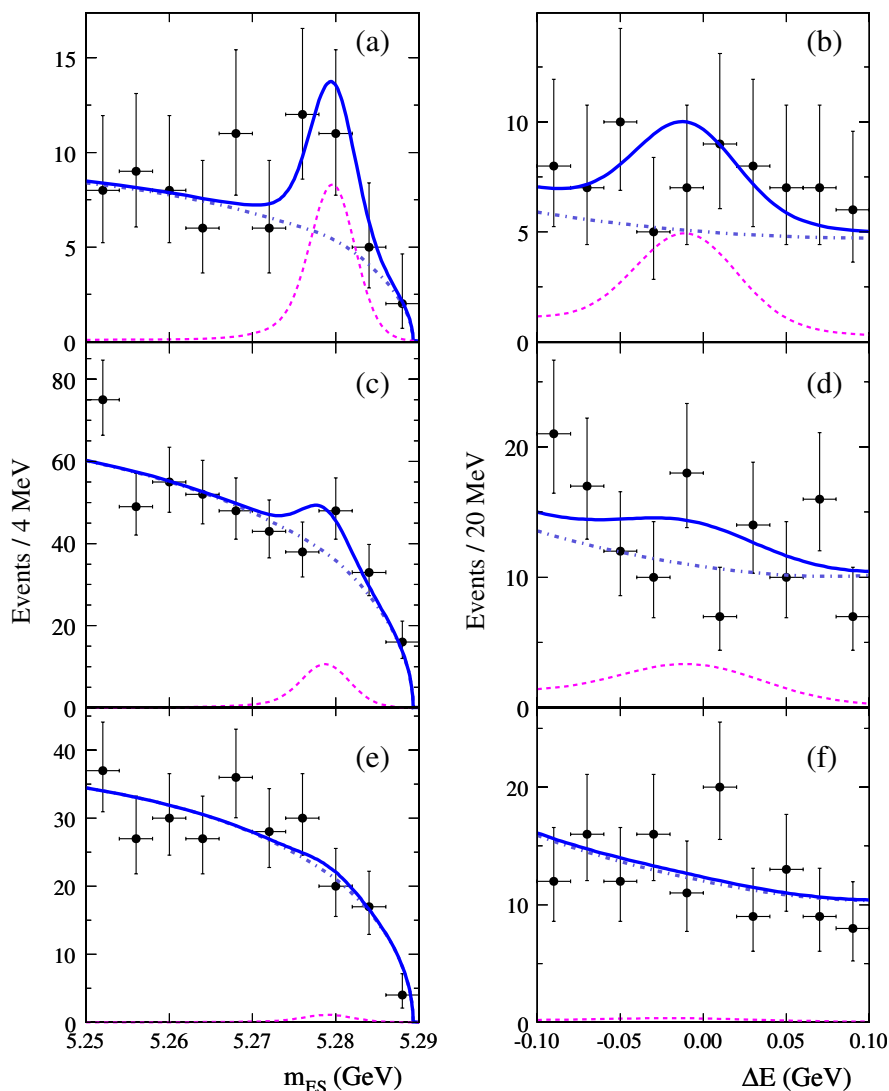 (a)
15
10
5
0
(b)
10
5
0
Events / 4 MeV
(c)
80
60
40
20
0
Events / 20 MeV
(d)
20
10
0
(e)
40
30
20
10
0
(f)
20
10
0
5.25 5.26 5.27 5.28 5.29
m_ES (GeV)
-0.10 -0.05 0.00 0.05 0.10
ΔE (GeV)